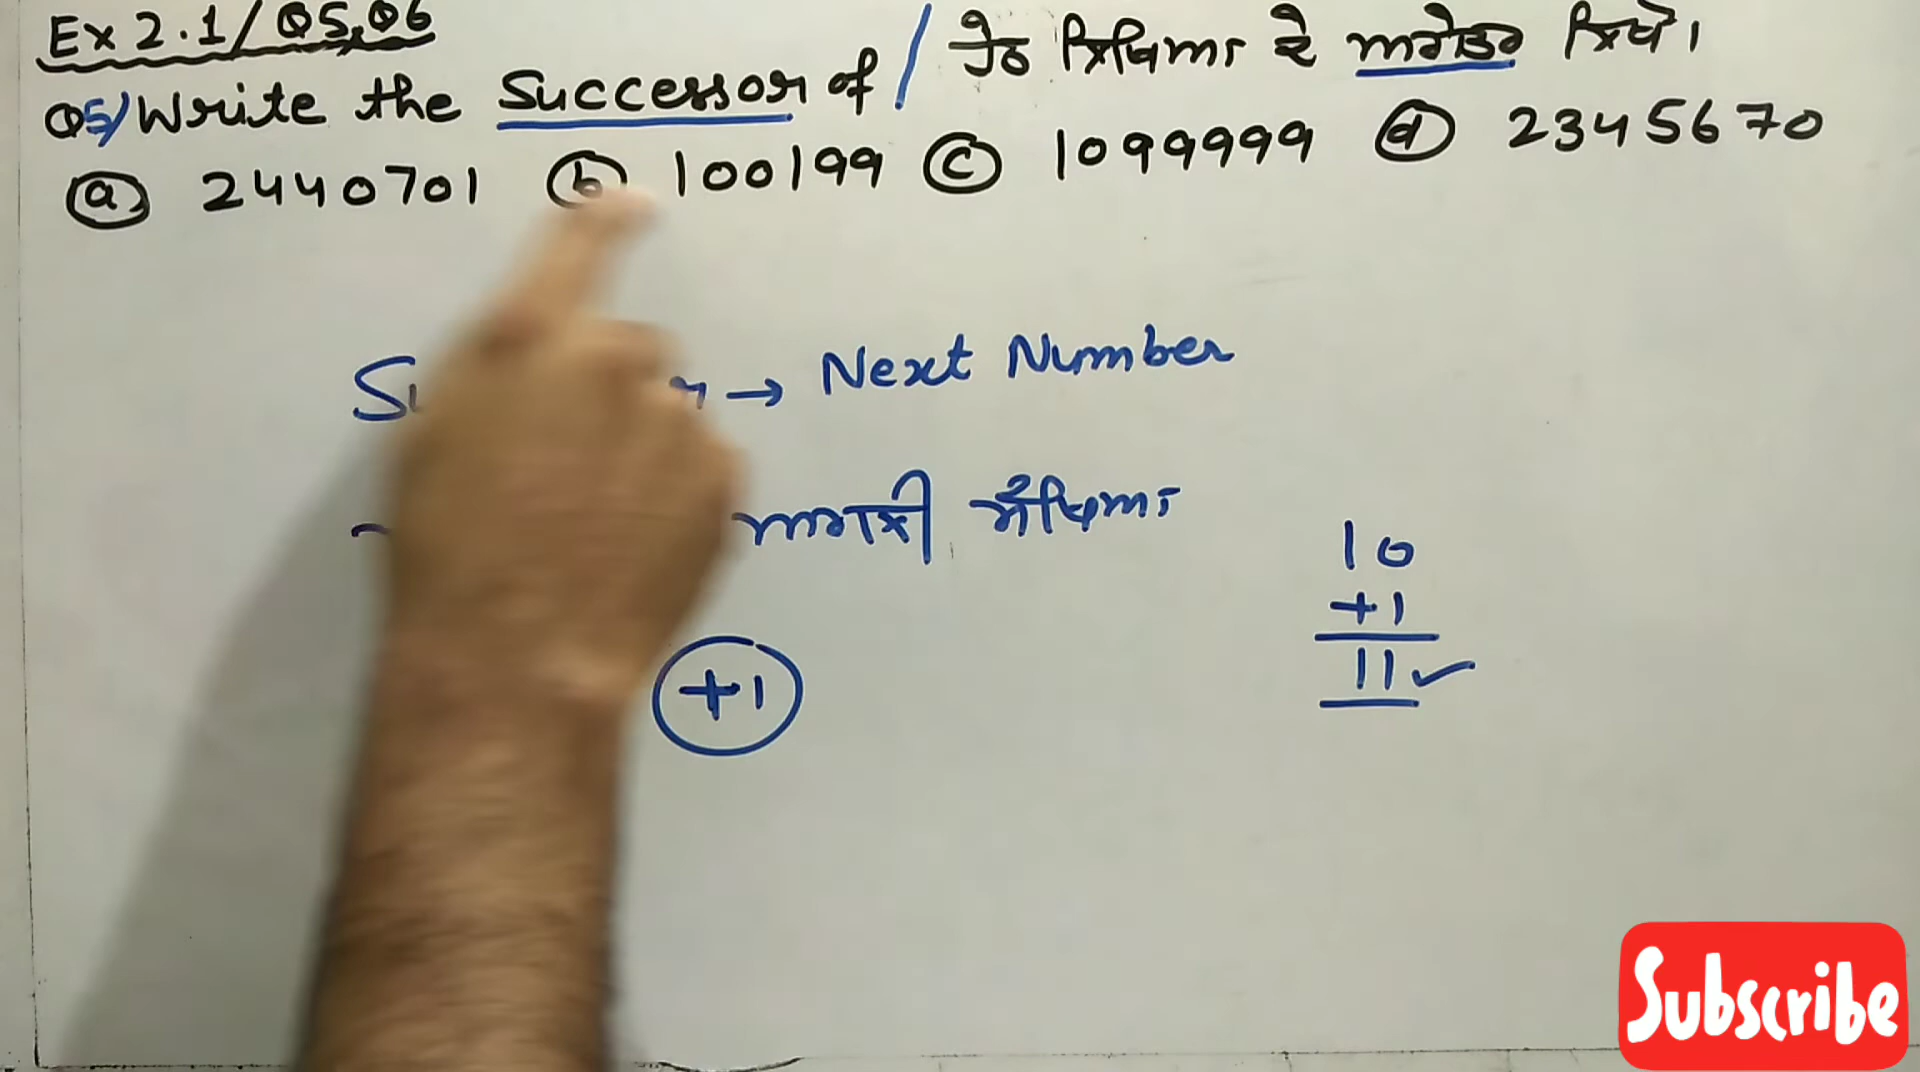 Ex 2.1/Q5,Q6
Q5/Write the Successor of / ਹੇਠ ਲਿਖਿਆਂ ਦੇ ਅਗੇਤਰ ਲਿਖੋ।
(a) 2440701 (b) 100199 (c) 1099999 (d) 2345670
→ Next Number
ਅਗਲੀ ਸੰਖਿਆ
10
+1
11 ✓
+1
Subscribe